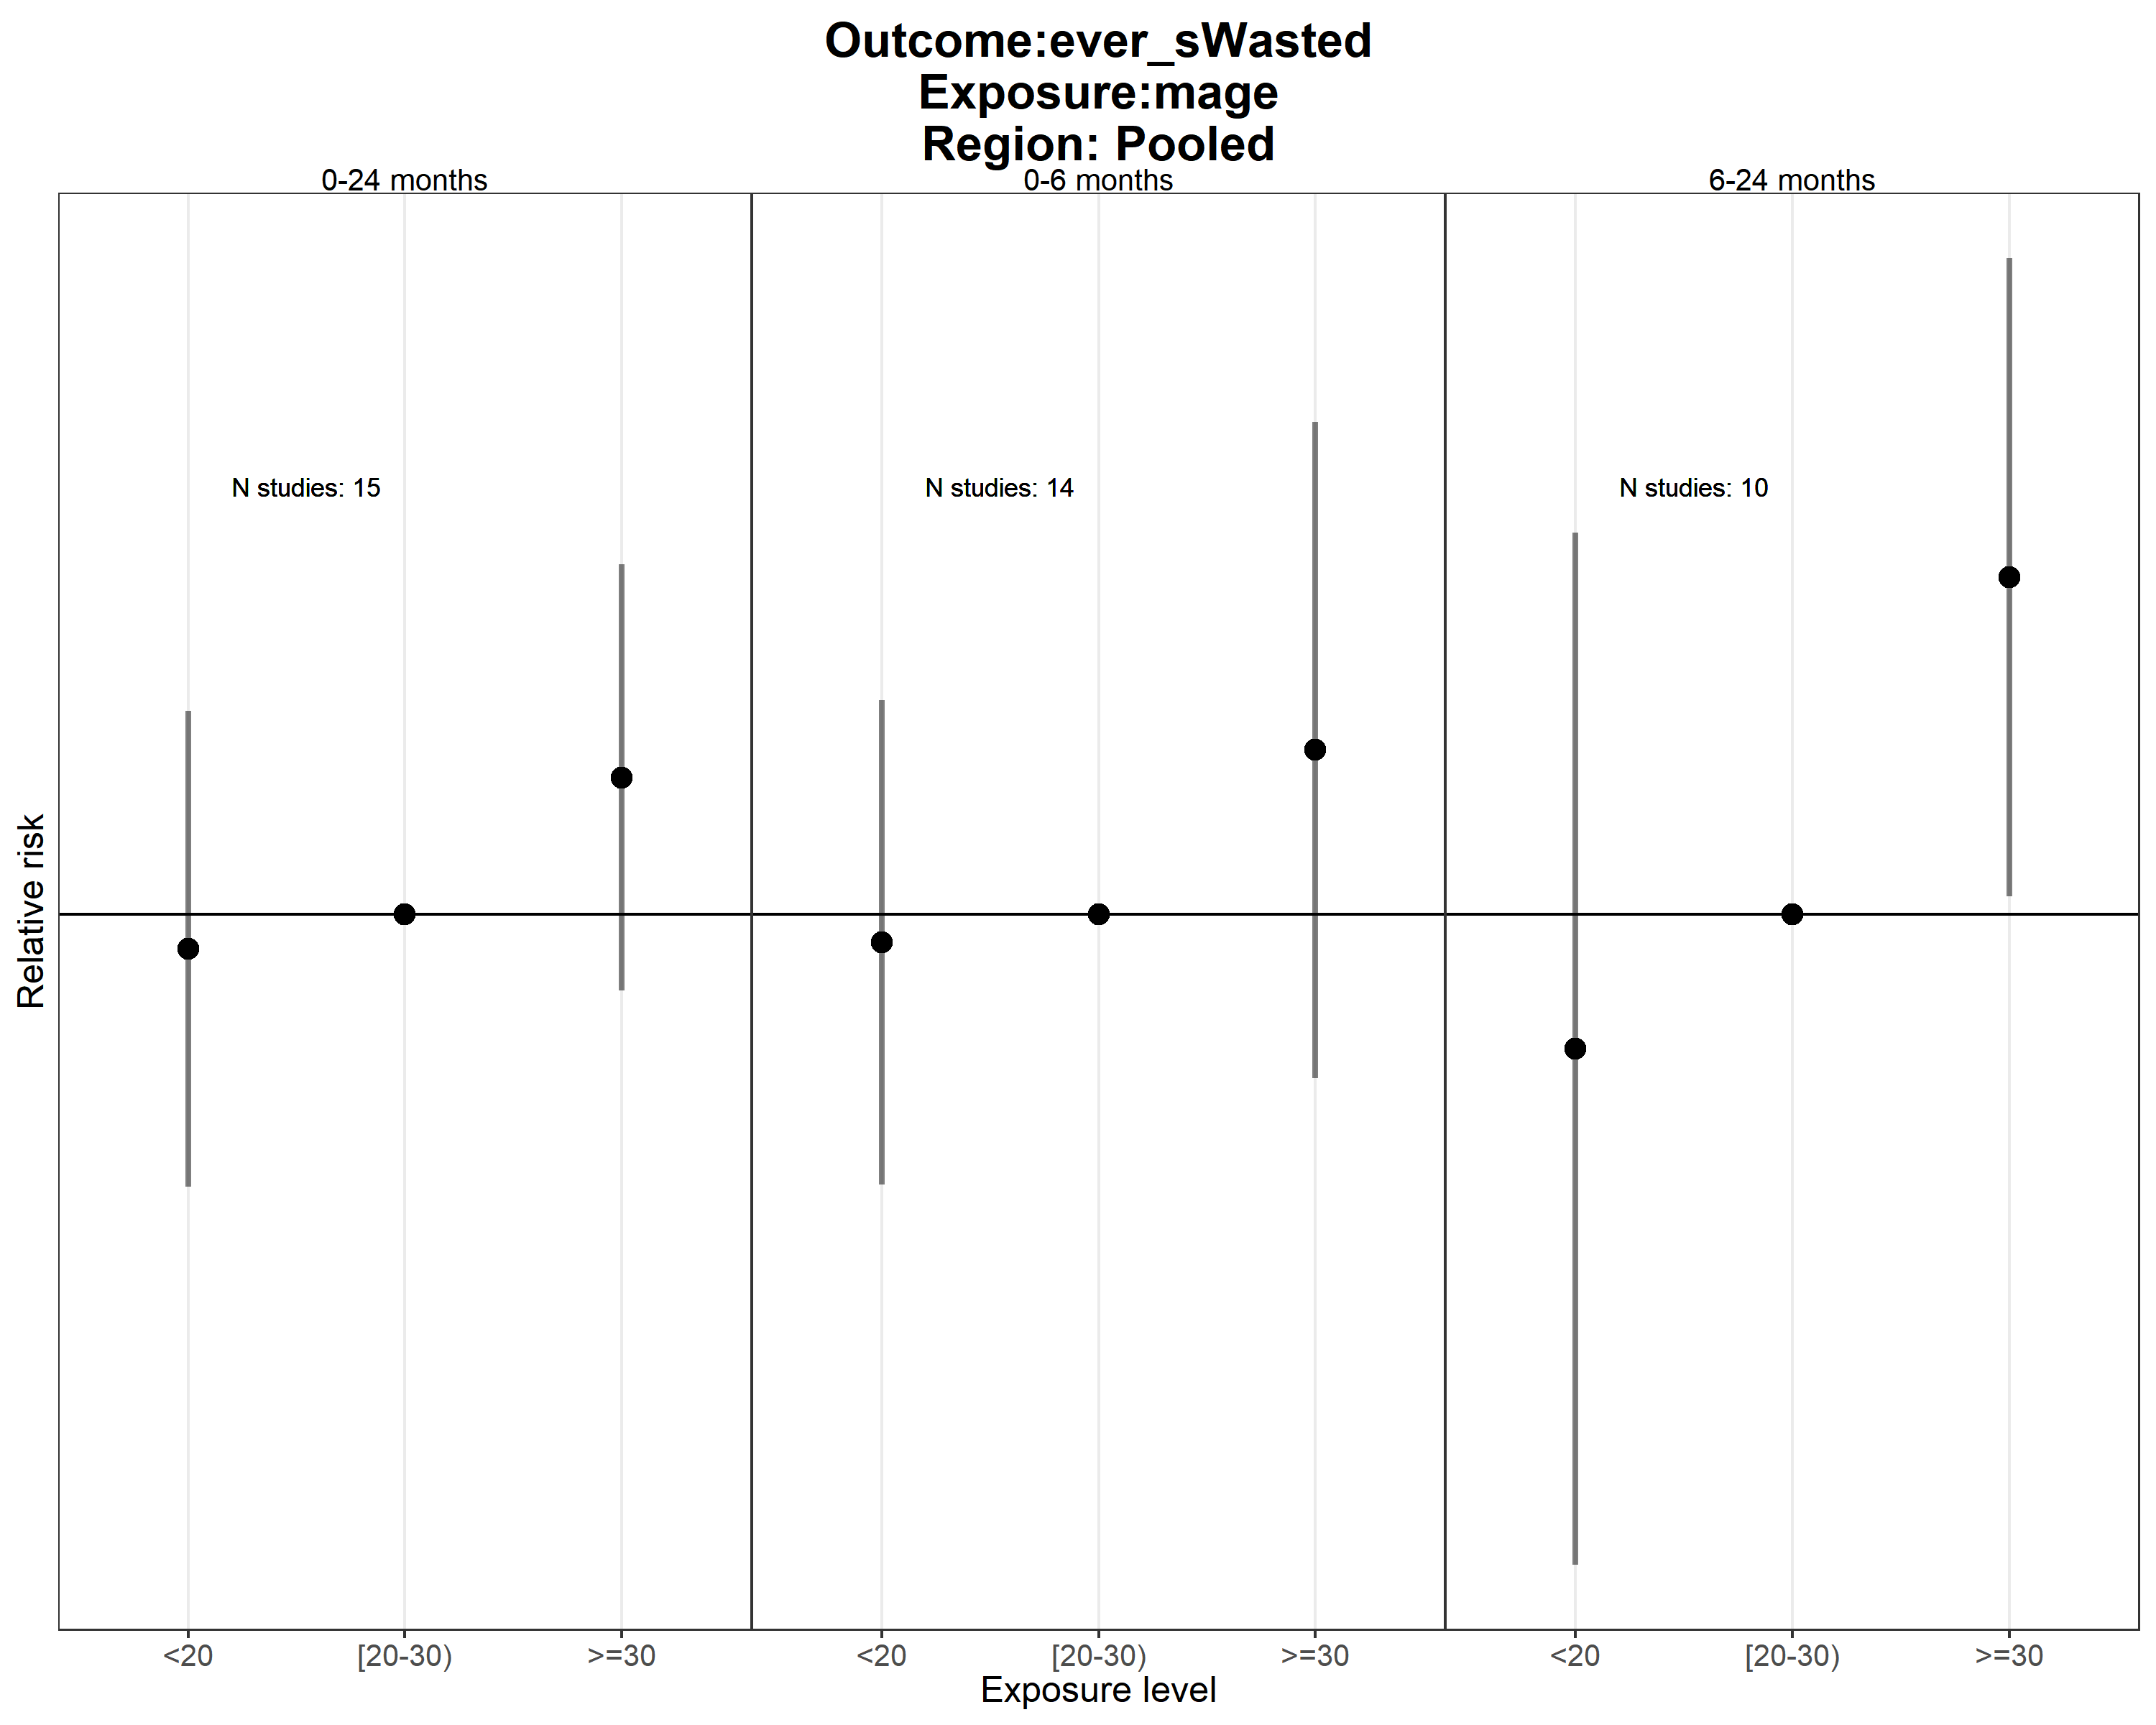 Outcome:ever_sWasted
Exposure:mage
Region: Pooled
0-24 months
0-6 months
6-24 months
N studies: 15
N studies: 14
N studies: 10
Relative risk
<20
[20-30)
>=30
<20
[20-30)
>=30
<20
[20-30)
>=30
Exposure level